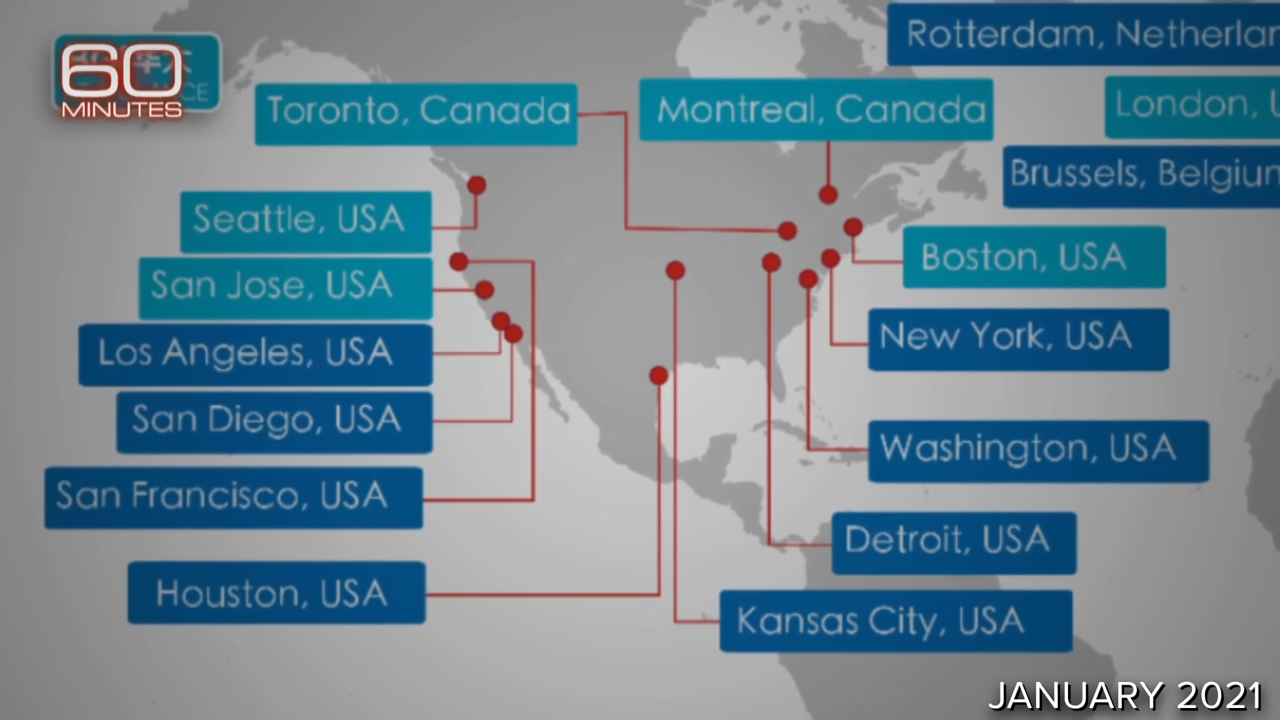 60
MINUTES
Rotterdam, Netherlan
Toronto, Canada
Montreal, Canada
London, U
Brussels, Belgium
Seattle, USA
San Jose, USA
Boston, USA
Los Angeles, USA
New York, USA
San Diego, USA
Washington, USA
San Francisco, USA
Detroit, USA
Houston, USA
Kansas City, USA
JANUARY 2021